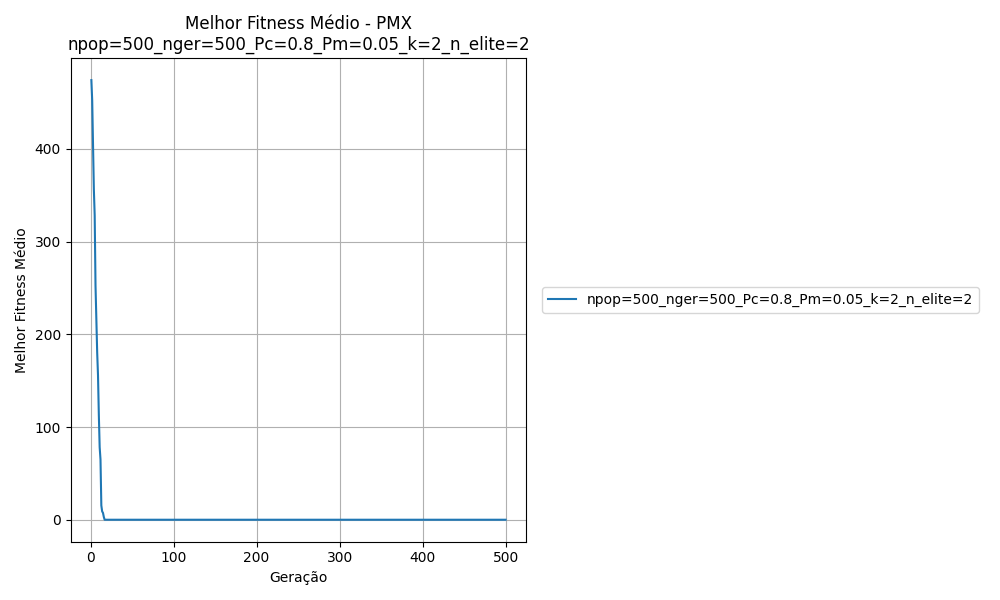 Melhor Fitness Médio - PMX
npop=500_nger=500_Pc=0.8_Pm=0.05_k=2_n_elite=2
Melhor Fitness Médio
400
300
200
100
0
0 100 200 300 400 500
Geração
npop=500_nger=500_Pc=0.8_Pm=0.05_k=2_n_elite=2